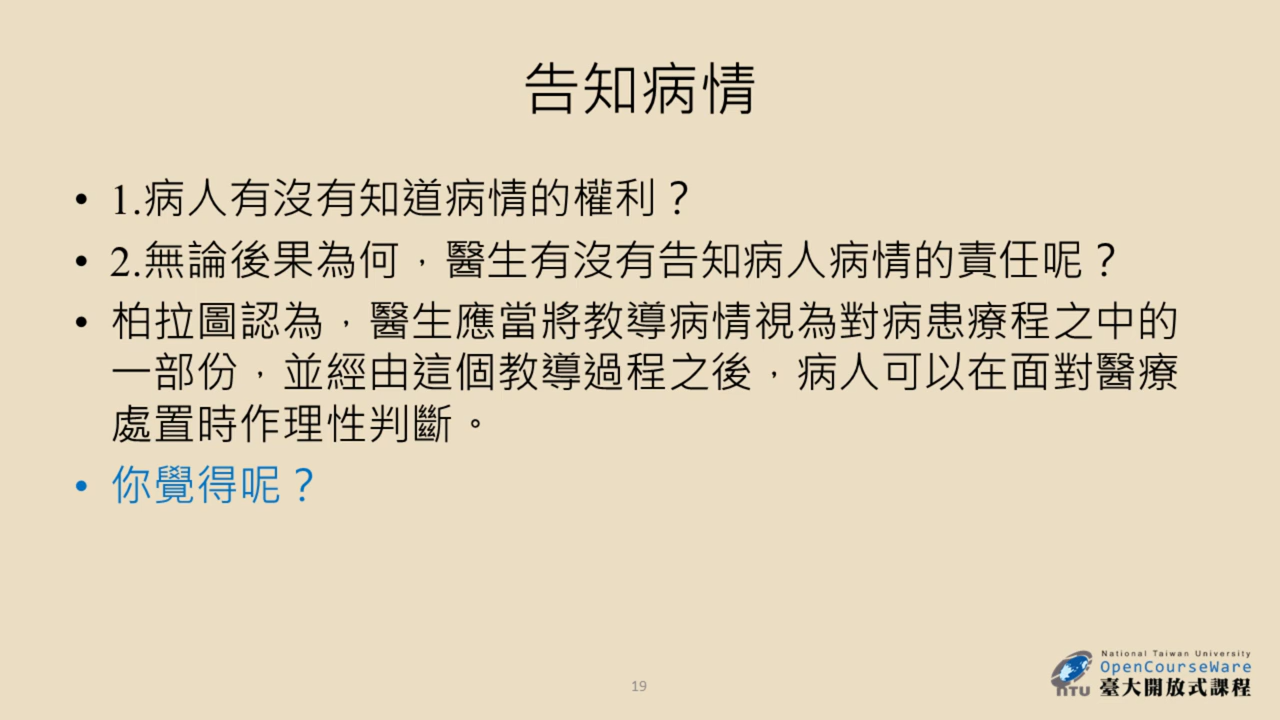 告知病情
• 1.病人有沒有知道病情的權利？
• 2.無論後果為何，醫生有沒有告知病人病情的責任呢？
• 柏拉圖認為，醫生應當將教導病情視為對病患療程之中的
一部份，並經由這個教導過程之後，病人可以在面對醫療
處置時作理性判斷。
• 你覺得呢？
19
National Taiwan University
OpenCourseWare
NTU 臺大開放式課程